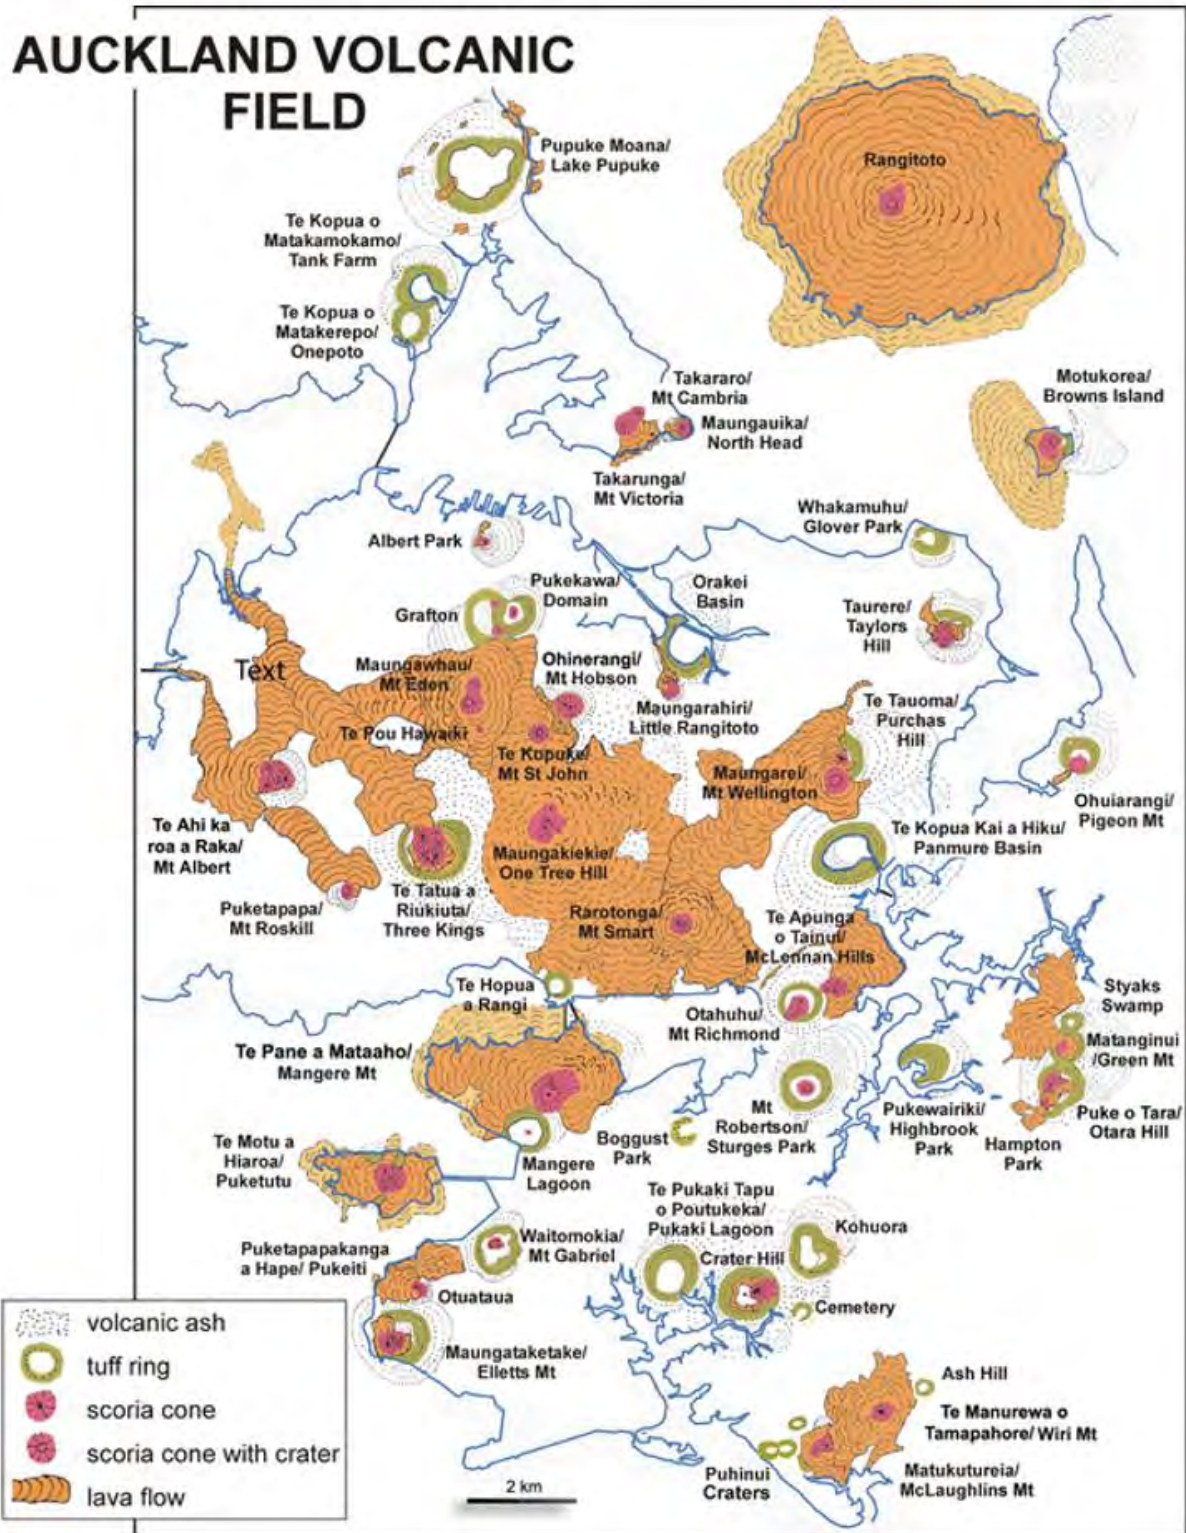 AUCKLAND VOLCANIC
FIELD
Pupuke Moana/
Lake Pupuke
Rangitoto
Te Kopua o
Matakamokamo/
Tank Farm
Te Kopua o
Matakerepo/
Onepoto
Takararo/
Mt Cambria
Maungauika/
North Head
Takarunga/
Mt Victoria
Motukorea/
Browns Island
Whakamuhu/
Glover Park
Albert Park
Pukekawa/
Domain
Grafton
Orakei
Basin
Taurere/
Taylors
Hill
Text
Maungawhau/
Mt Eden
Ohinerangi/
Mt Hobson
Maungarahiri/
Little Rangitoto
Te Tauoma/
Purchas
Hill
Te Pou Hawaiki
Te Kopuke/
Mt St John
Maungarei/
Mt Wellington
Ohuiarangi/
Pigeon Mt
Te Ahi ka
roa a Raka/
Mt Albert
Maungakiekie/
One Tree Hill
Te Kopua Kai a Hiku/
Panmure Basin
Puketapapa/
Mt Roskill
Te Tatua a
Riukiuta/
Three Kings
Rarotonga/
Mt Smart
Te Apunga
o Tainui/
McLennan Hills
Te Hopua
a Rangi
Otahuhu/
Mt Richmond
Styaks
Swamp
Matanginui
/Green Mt
Te Pane a Mataaho/
Mangere Mt
Mt
Robertson/
Sturges Park
Pukewairiki/
Highbrook
Park
Puke o Tara/
Otara Hill
Hampton
Park
Boggust
Park
Mangere
Lagoon
Te Motu a
Hiaroa/
Puketutu
Te Pukaki Tapu
o Poutukeka/
Pukaki Lagoon
Kohuora
Waitomokia/
Mt Gabriel
Crater Hill
Puketapapakanga
a Hape/ Pukeiti
Otuataua
Cemetery
Maungataketake/
Elletts Mt
Ash Hill
Te Manurewa o
Tamapahore/ Wiri Mt
Puhinui
Craters
Matukutureia/
McLaughlins Mt
volcanic ash
tuff ring
scoria cone
scoria cone with crater
lava flow
2 km